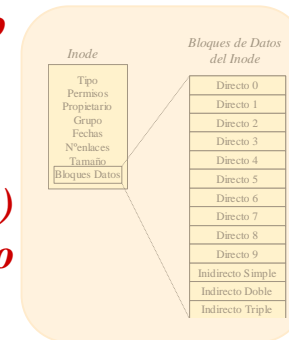 o
)
o
Inode
Tipo
Permisos
Propietario
Grupo
Fechas
Nºenlaces
Tamaño
Bloques Datos
Bloques de Datos
del Inode
Directo 0
Directo 1
Directo 2
Directo 3
Directo 4
Directo 5
Directo 6
Directo 7
Directo 8
Directo 9
Inidirecto Simple
Indirecto Doble
Indirecto Triple